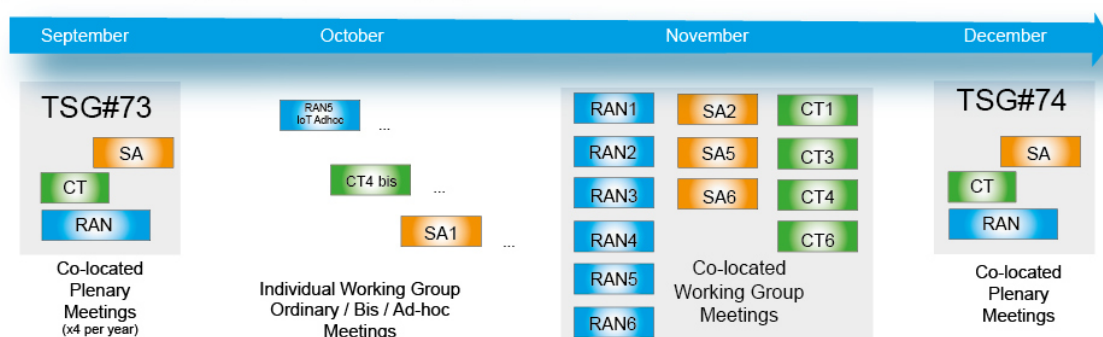 September
October
November
December
TSG#73
SA
CT
RAN
Co-located
Plenary
Meetings
(x4 per year)
RAN5
IoT Adhoc
...
CT4 bis
...
SA1
...
Individual Working Group
Ordinary / Bis / Ad-hoc
Meetings
RAN1
SA2
CT1
RAN2
SA5
CT3
RAN3
SA6
CT4
RAN4
CT6
RAN5
RAN6
Co-located
Working Group
Meetings
TSG#74
SA
CT
RAN
Co-located
Plenary
Meetings